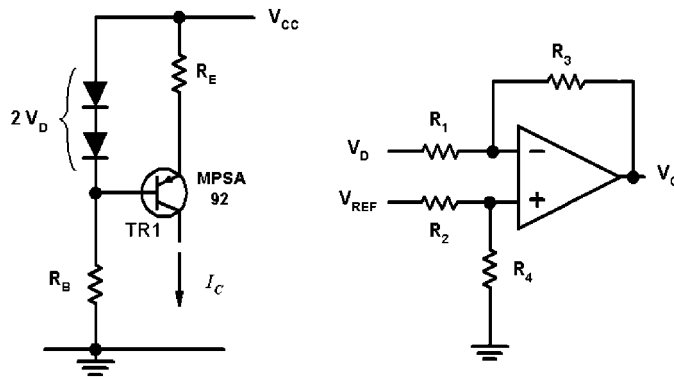 V_CC
R_E
2 V_D
MPSA
92
TR1
R_B
I_C
R_3
R_1
V_D
V_REF
R_2
R_4